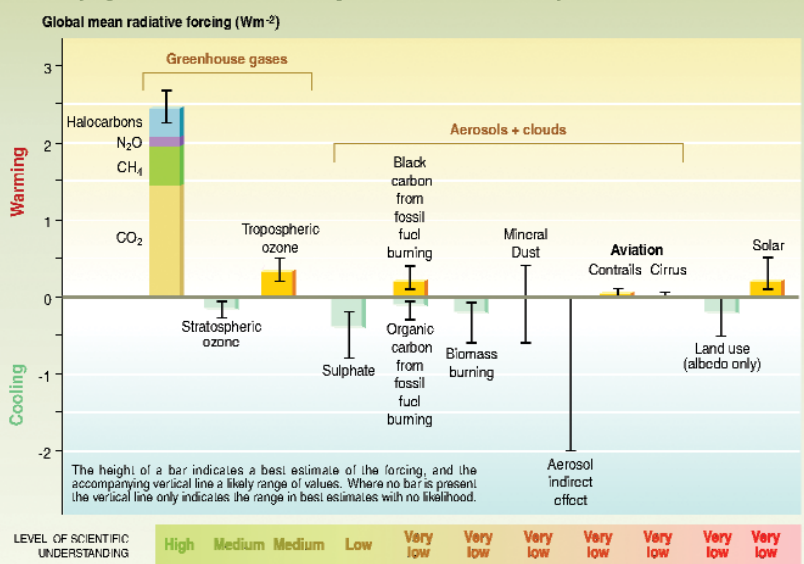 Global mean radiative forcing (Wm-2)
Greenhouse gases
Aerosols + clouds
Warming
Cooling
3
2
1
0
-1
-2
Halocarbons
N2O
CH4
CO2
Stratospheric
ozone
Tropospheric
ozone
Sulphate
Black
carbon
from
fossil
fuel
burning
Organic
carbon
from
fossil
fuel
burning
Biomass
burning
Mineral
Dust
Aerosol
indirect
effect
Aviation
Contrails Cirrus
Land use
(albedo only)
Solar
The height of a bar indicates a best estimate of the forcing, and the
accompanying vertical line a likely range of values. Where no bar is present
the vertical line only indicates the range in best estimates with no likelihood.
LEVEL OF SCIENTIFIC
UNDERSTANDING
High
Medium
Medium
Low
Very
low
Very
low
Very
low
Very
low
Very
low
Very
low
Very
low